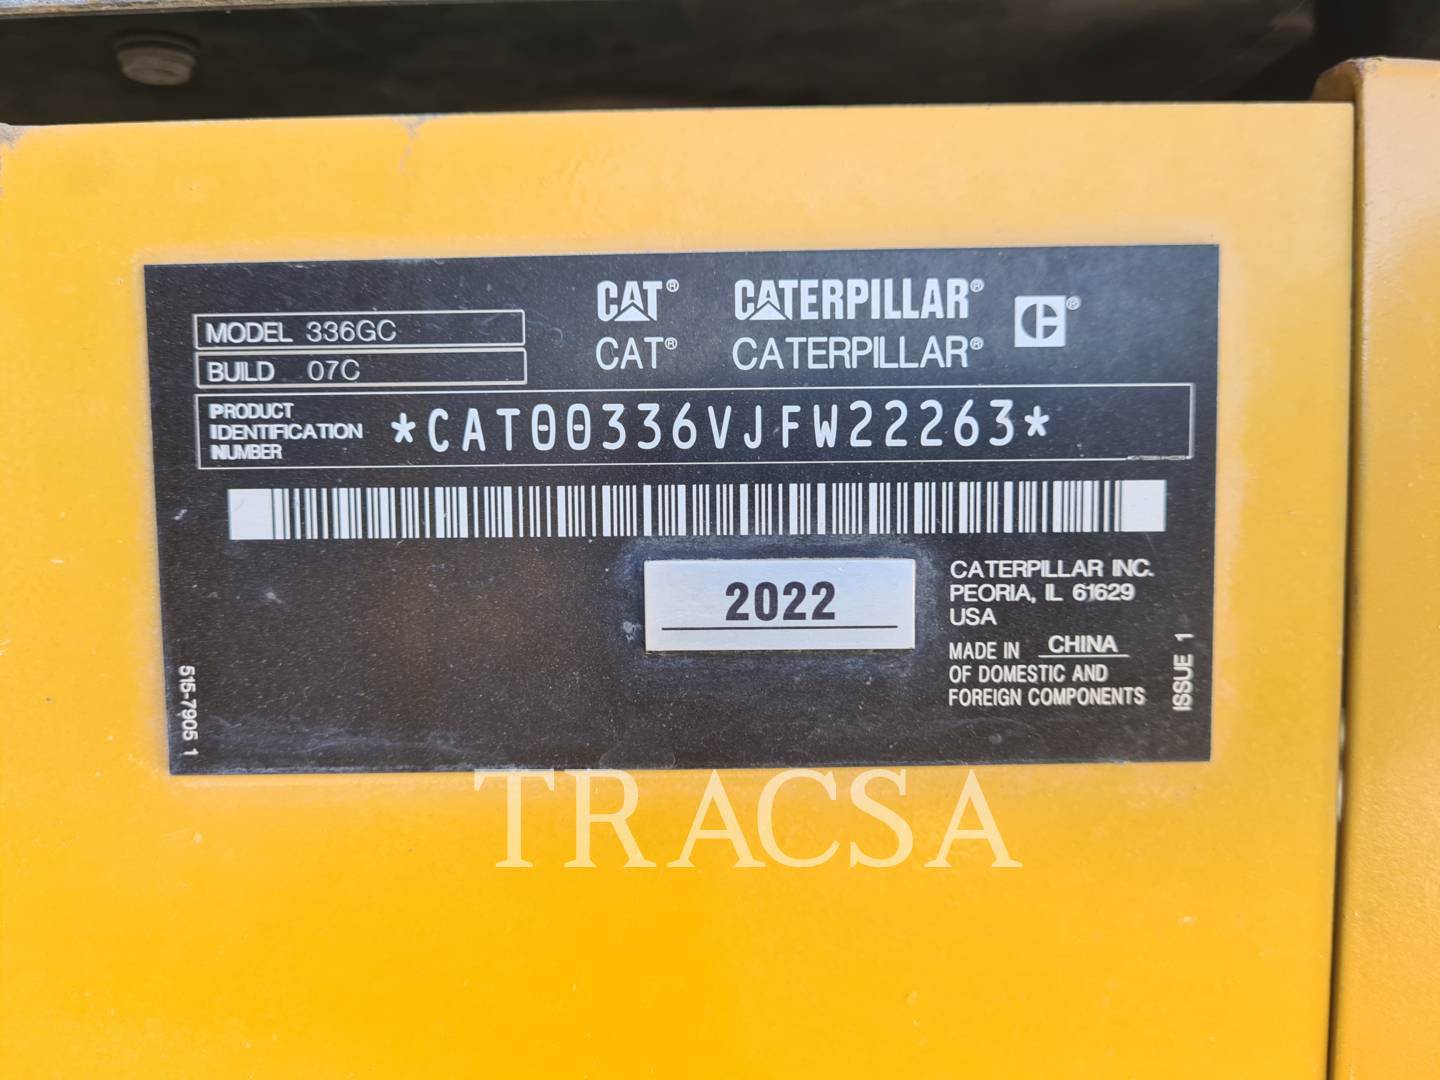 CAT® CATERPILLAR® C®
CAT® CATERPILLAR®
MODEL 336GC
BUILD 07C
PRODUCT
IDENTIFICATION
NUMBER
*CAT00336VJFW22263*
2022
CATERPILLAR INC.
PEORIA, IL 61629
USA
MADE IN CHINA
OF DOMESTIC AND
FOREIGN COMPONENTS
ISSUE 1
515-7905 1
TRACSA